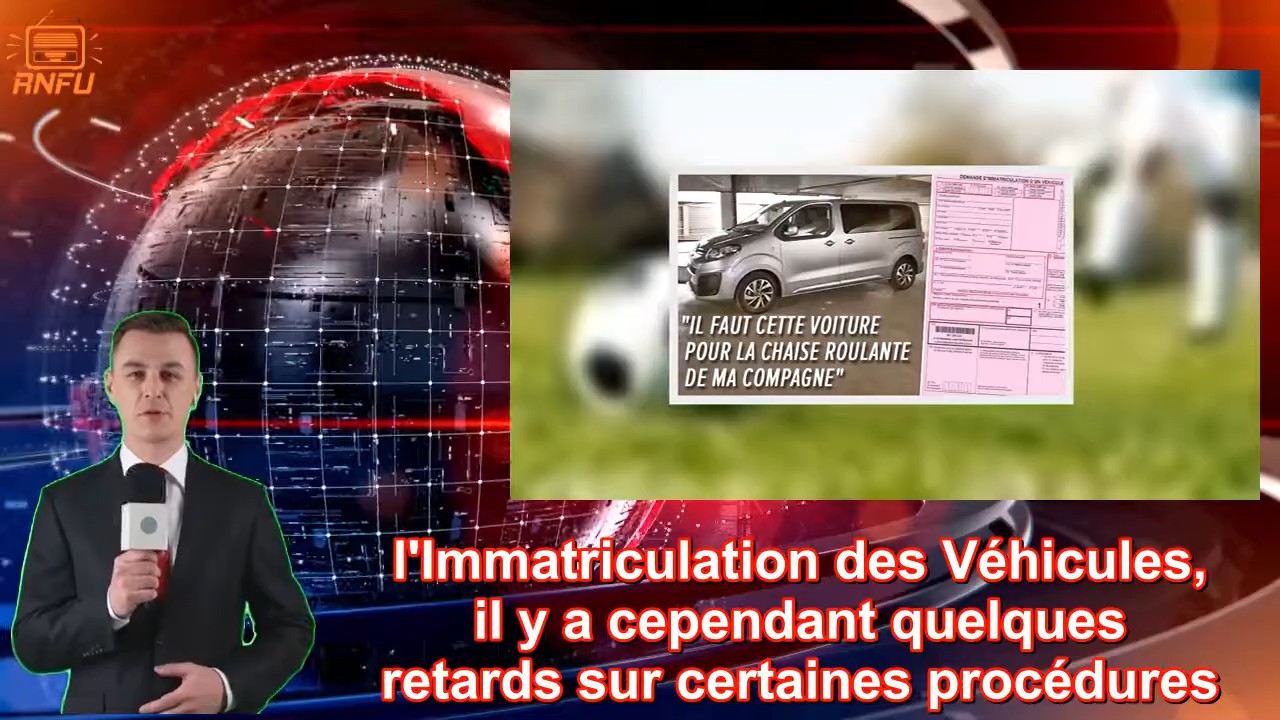 RNFU
DEMANDE D'IMMATRICULATION D'UN VEHICULE
"IL FAUT CETTE VOITURE
POUR LA CHAISE ROULANTE
DE MA COMPAGNE"
l'Immatriculation des Véhicules,
il y a cependant quelques
retards sur certaines procédures